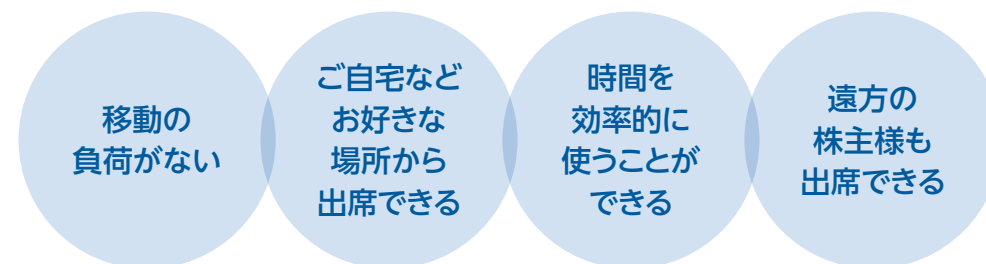 移動の
負荷がない
ご自宅など
お好きな
場所から
出席できる
時間を
効率的に
使うことが
できる
遠方の
株主様も
出席できる